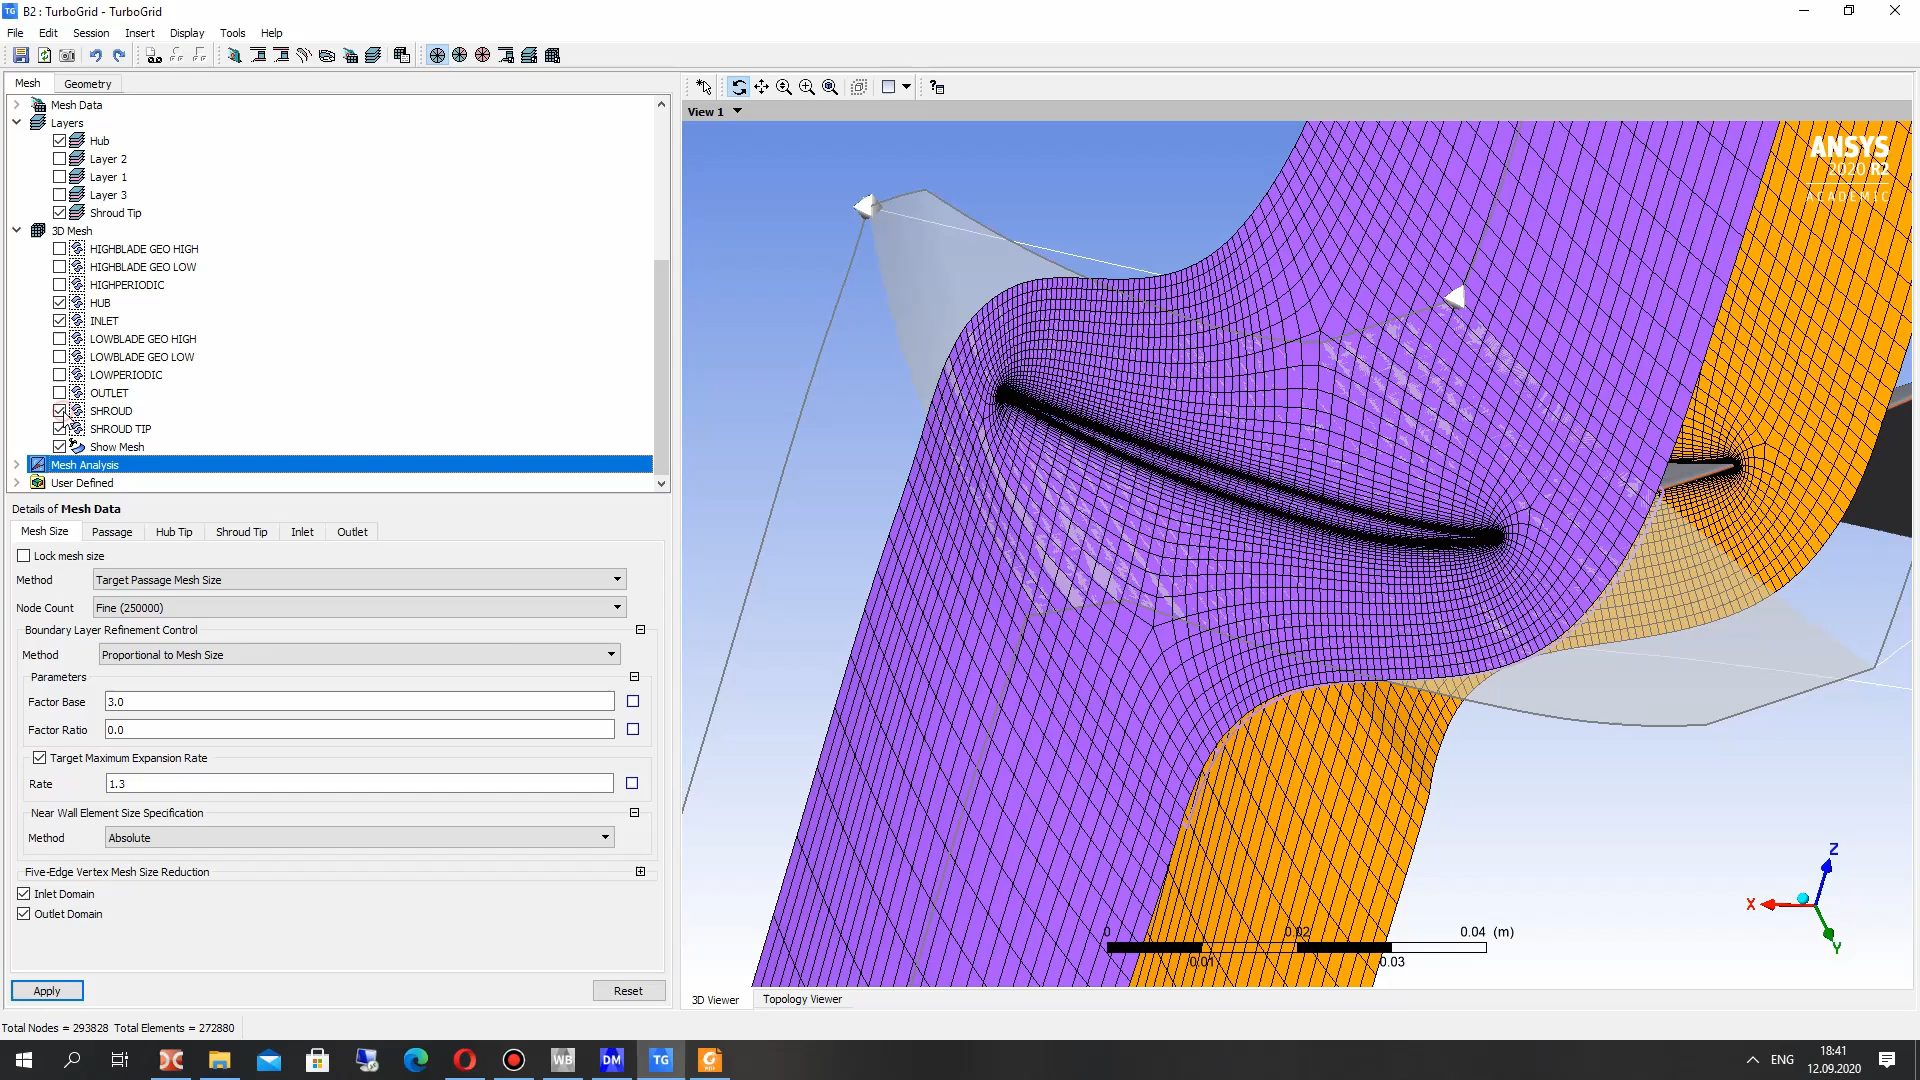 B2 : TurboGrid - TurboGrid
File Edit Session Insert Display Tools Help
Mesh Geometry
Mesh Data
Layers
Hub
Layer 2
Layer 1
Layer 3
Shroud Tip
3D Mesh
HIGHBLADE GEO HIGH
HIGHBLADE GEO LOW
HIGHPERIODIC
HUB
INLET
LOWBLADE GEO HIGH
LOWBLADE GEO LOW
LOWPERIODIC
OUTLET
SHROUD
SHROUD TIP
Show Mesh
Mesh Analysis
User Defined
Details of Mesh Data
Mesh Size Passage Hub Tip Shroud Tip Inlet Outlet
Lock mesh size
Method Target Passage Mesh Size
Node Count Fine (250000)
Boundary Layer Refinement Control
Method Proportional to Mesh Size
Parameters
Factor Base 3.0
Factor Ratio 0.0
Target Maximum Expansion Rate
Rate 1.3
Near Wall Element Size Specification
Method Absolute
Five-Edge Vertex Mesh Size Reduction
Inlet Domain
Outlet Domain
Apply Reset
Total Nodes = 293828 Total Elements = 272880
View 1
ANSYS
2020 R2
ACADEMIC
0 0.02 0.04 (m)
0.01 0.03
Z
X
Y
3D Viewer Topology Viewer
TG
WB DM TG
ENG
18:41
12.09.2020